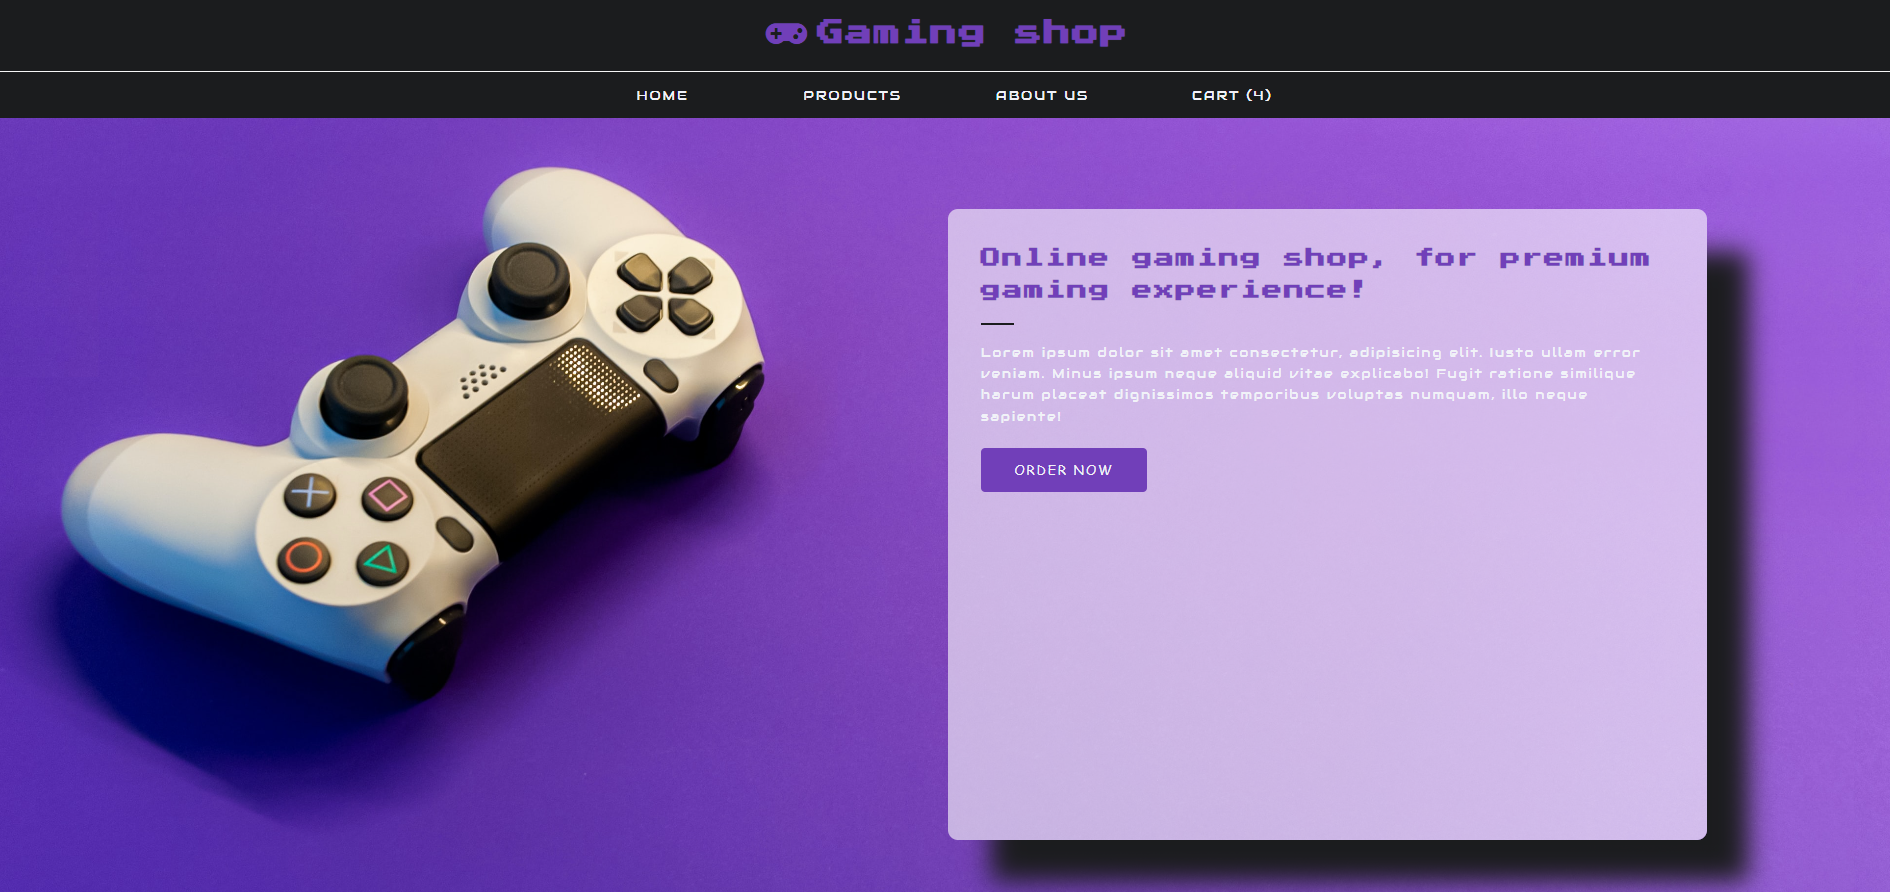 Gaming shop
HOME PRODUCTS ABOUT US CART (4)
Online gaming shop, for premium
gaming experience!
Lorem ipsum dolor sit amet consectetur, adipisicing elit. Iusto ullam error
veniam. Minus ipsum neque aliquid vitae explicabo! Fugit ratione similique
harum placeat dignissimos temporibus voluptas numquam, illo neque
sapiente!
ORDER NOW